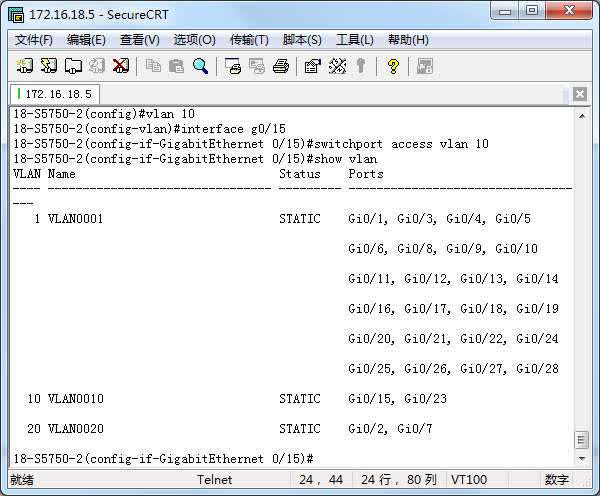 172.16.18.5 - SecureCRT
文件(F) 编辑(E) 查看(V) 选项(O) 传输(T) 脚本(S) 工具(L) 帮助(H)
172.16.18.5
18-S5750-2(config)#vlan 10
18-S5750-2(config-vlan)#interface g0/15
18-S5750-2(config-if-GigabitEthernet 0/15)#switchport access vlan 10
18-S5750-2(config-if-GigabitEthernet 0/15)#show vlan
VLAN Name Status Ports
---- -------------------------------- --------- --------------------------------
---
1 VLAN0001 STATIC Gi0/1, Gi0/3, Gi0/4, Gi0/5
Gi0/6, Gi0/8, Gi0/9, Gi0/10
Gi0/11, Gi0/12, Gi0/13, Gi0/14
Gi0/16, Gi0/17, Gi0/18, Gi0/19
Gi0/20, Gi0/21, Gi0/22, Gi0/24
Gi0/25, Gi0/26, Gi0/27, Gi0/28
10 VLAN0010 STATIC Gi0/15, Gi0/23
20 VLAN0020 STATIC Gi0/2, Gi0/7
18-S5750-2(config-if-GigabitEthernet 0/15)#
就绪 Telnet 24, 44 24 行, 80 列 VT100 数字